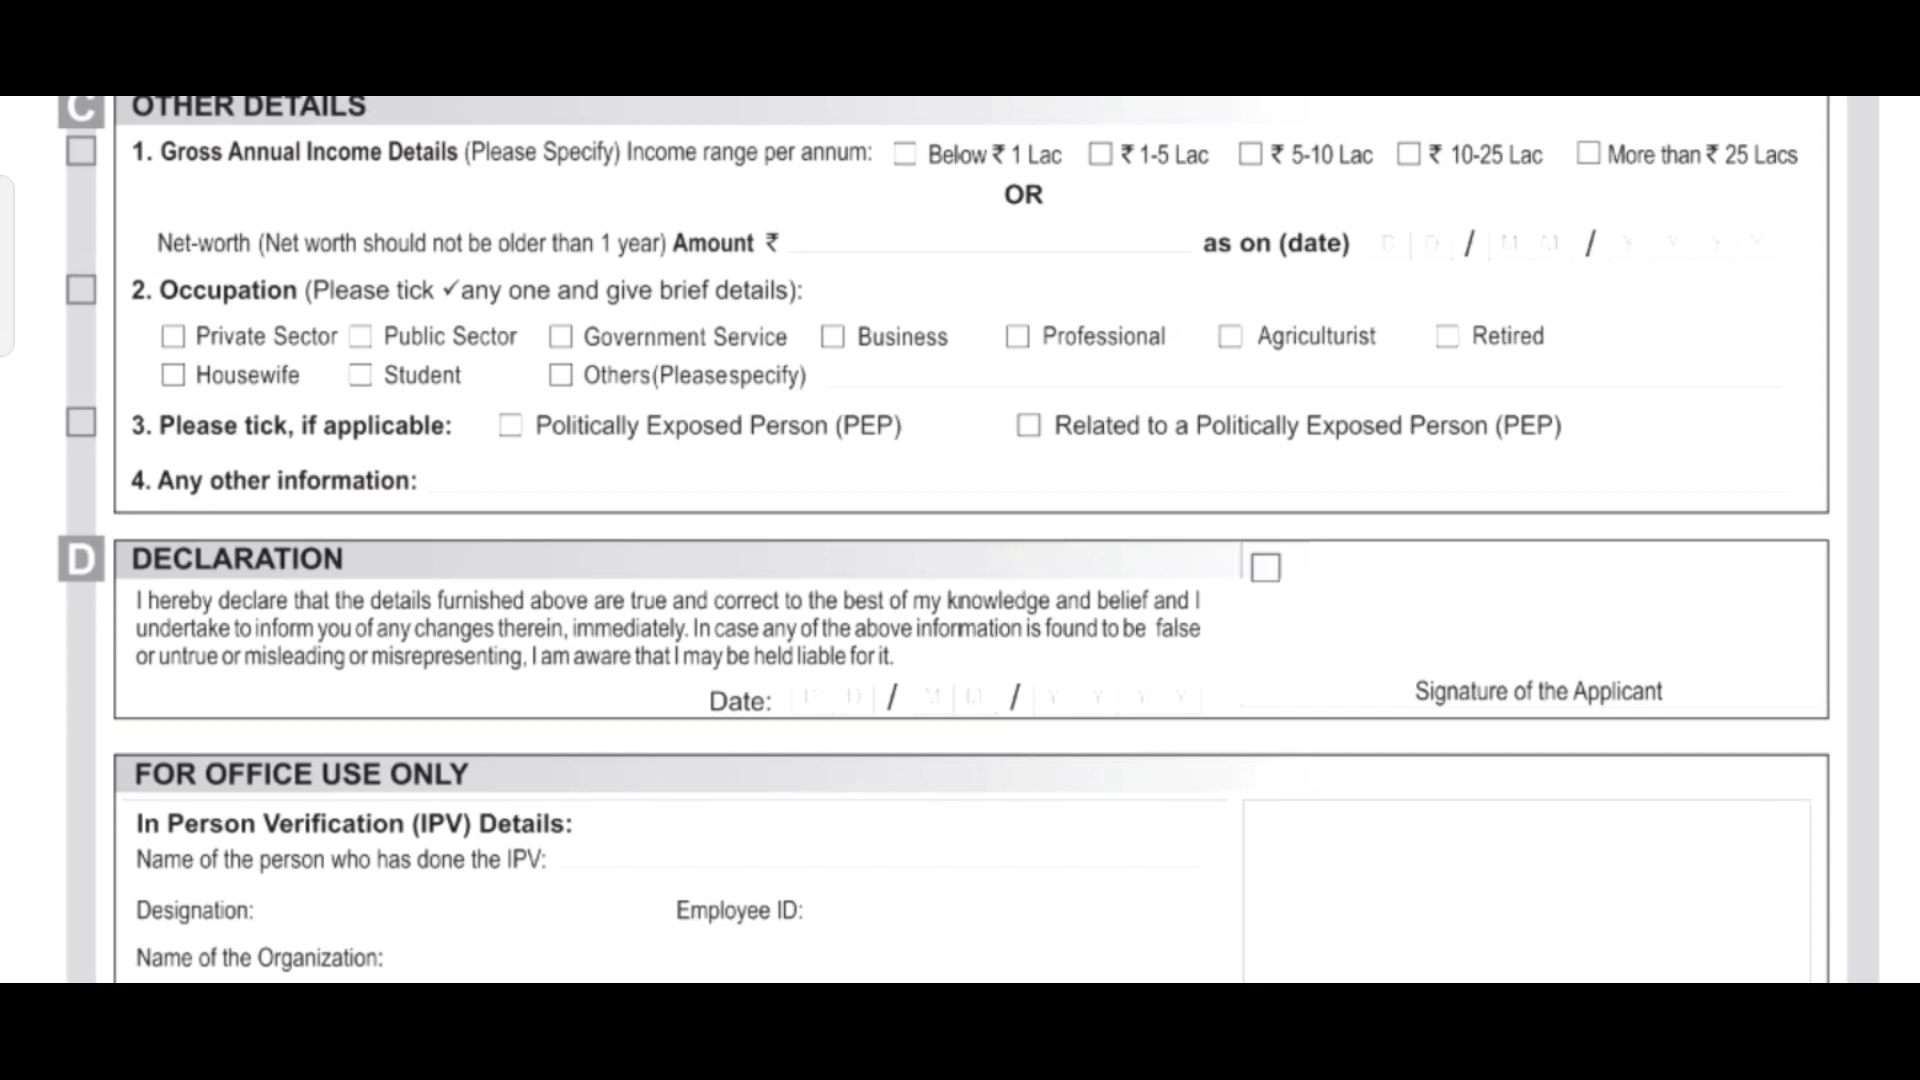 C OTHER DETAILS
1. Gross Annual Income Details (Please Specify) Income range per annum: Below ₹ 1 Lac ₹ 1-5 Lac ₹ 5-10 Lac ₹ 10-25 Lac More than ₹ 25 Lacs
OR
Net-worth (Net worth should not be older than 1 year) Amount ₹ as on (date) D D / M M / Y Y Y Y
2. Occupation (Please tick ✓any one and give brief details):
Private Sector Public Sector Government Service Business Professional Agriculturist Retired
Housewife Student Others(Pleasespecify)
3. Please tick, if applicable: Politically Exposed Person (PEP) Related to a Politically Exposed Person (PEP)
4. Any other information:
D DECLARATION
I hereby declare that the details furnished above are true and correct to the best of my knowledge and belief and I
undertake to inform you of any changes therein, immediately. In case any of the above information is found to be false
or untrue or misleading or misrepresenting, I am aware that I may be held liable for it.
Date: D D / M M / Y Y Y Y Signature of the Applicant
FOR OFFICE USE ONLY
In Person Verification (IPV) Details:
Name of the person who has done the IPV:
Designation: Employee ID:
Name of the Organization: